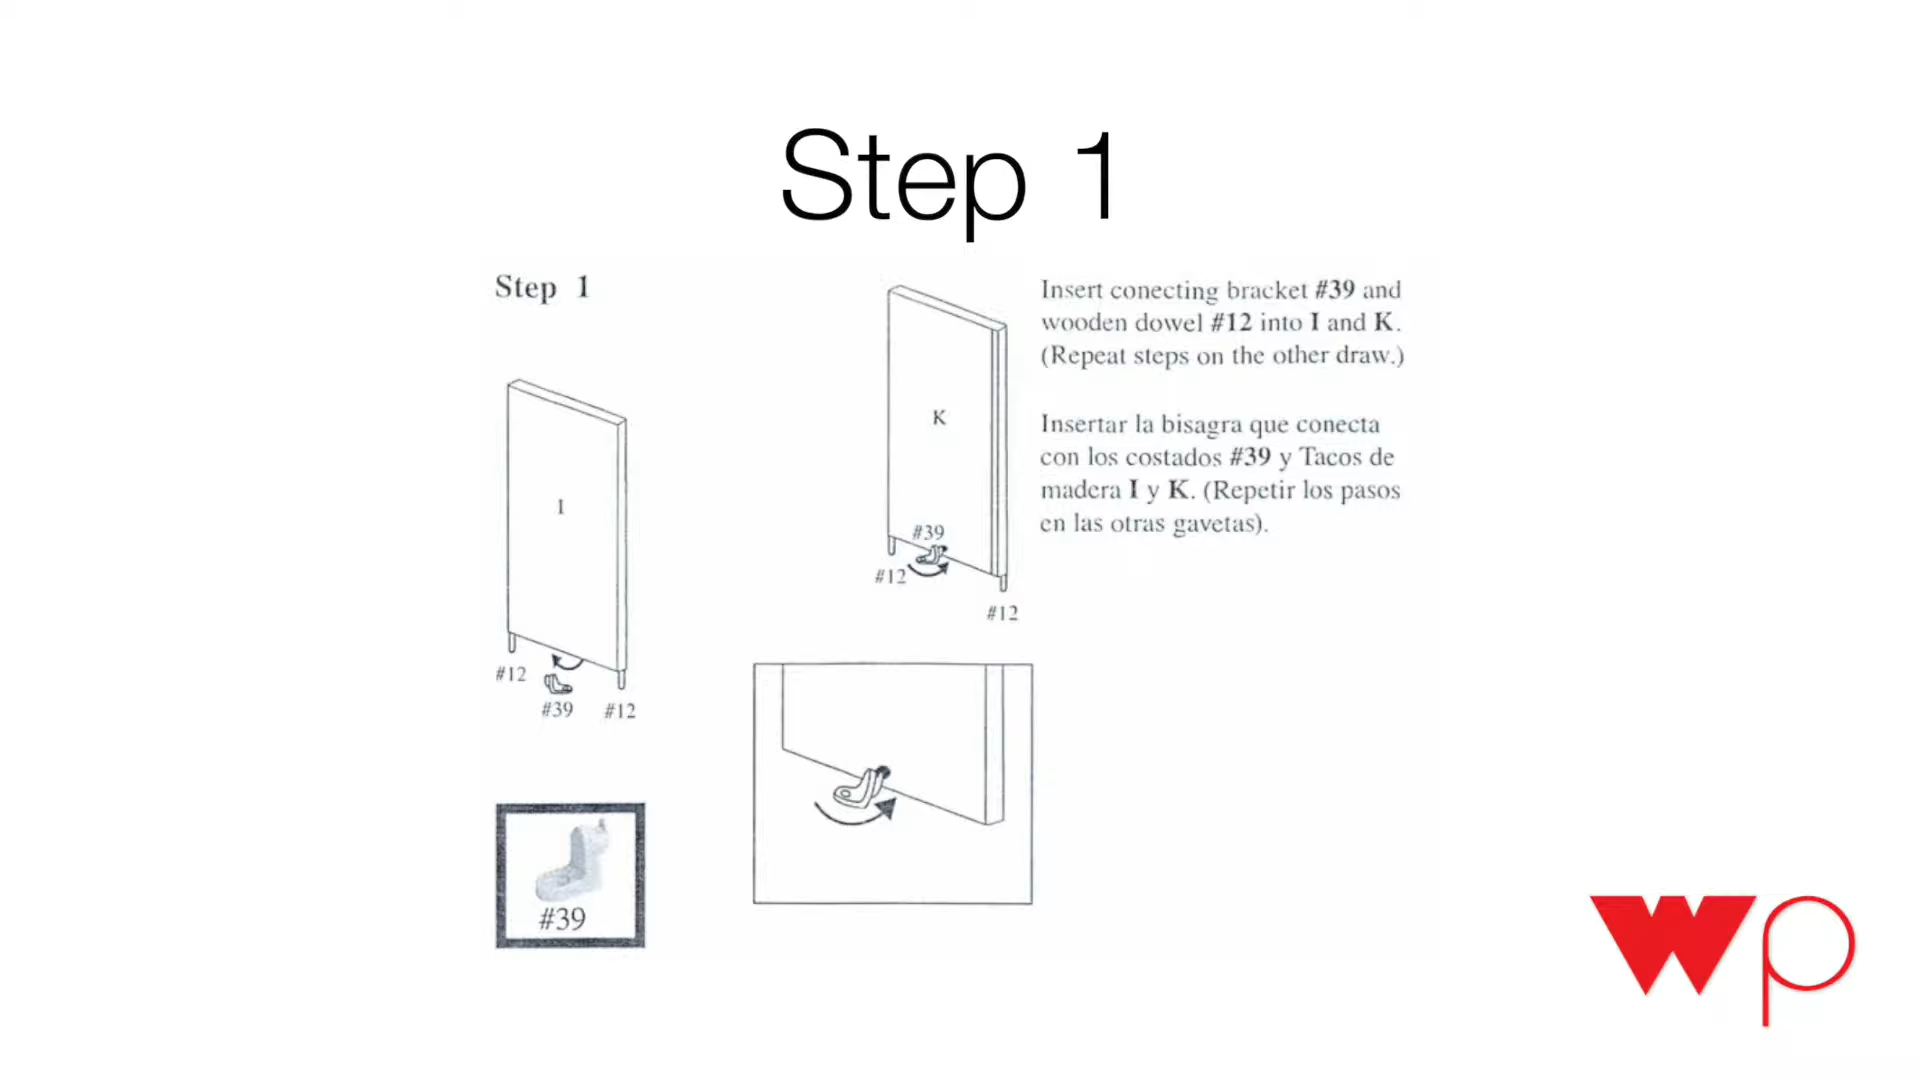 Step 1
Step 1
Insert conecting bracket #39 and
wooden dowel #12 into I and K.
(Repeat steps on the other draw.)
Insertar la bisagra que conecta
con los costados #39 y Tacos de
madera I y K. (Repetir los pasos
en las otras gavetas).
K
#39
#12
#12
I
#12
#39
#12
#39
wp